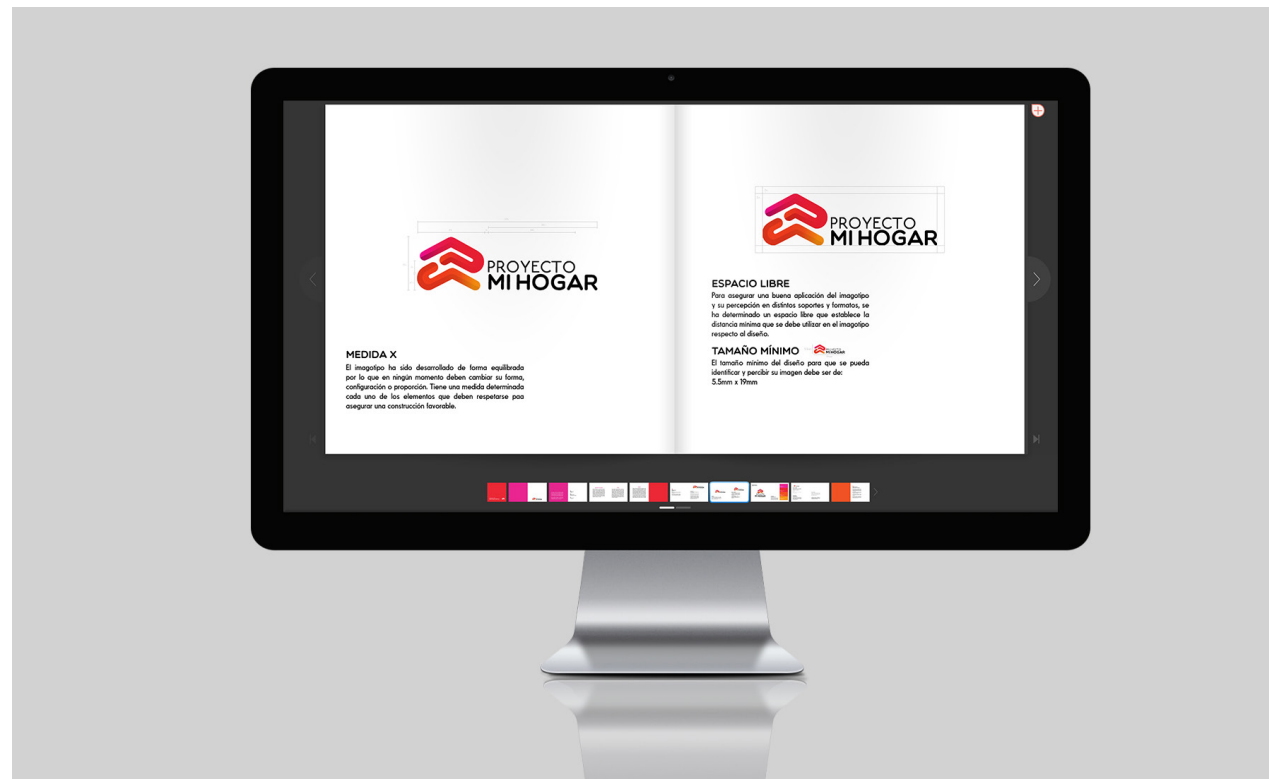 PROYECTO
MI HOGAR
MEDIDA X
El imagotipo ha sido desarrollado de forma equilibrada
por lo que en ningún momento deben cambiar su forma,
configuración o proporción. Tiene una medida determinada
cada uno de los elementos que deben respetarse paa
asegurar una construcción favorable.
PROYECTO
MI HOGAR
ESPACIO LIBRE
Para asegurar una buena aplicación del imagotipo
y su percepción en distintos soportes y formatos, se
ha determinado un espacio libre que establece la
distancia mínima que se debe utilizar en el imagotipo
respecto al diseño.
TAMAÑO MÍNIMO PROYECTO
MI HOGAR
El tamaño mínimo del diseño para que se pueda
identificar y percibir su imagen debe ser de:
5.5mm x 19mm